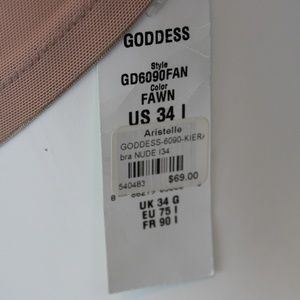 GODDESS
Style
GD6090FAN
Color
FAWN
US 34 I
Aristelle
GODDESS-6090-KIERA
bra NUDE I34
$69.00
540483
UK 34 G
EU 75 I
FR 90 I